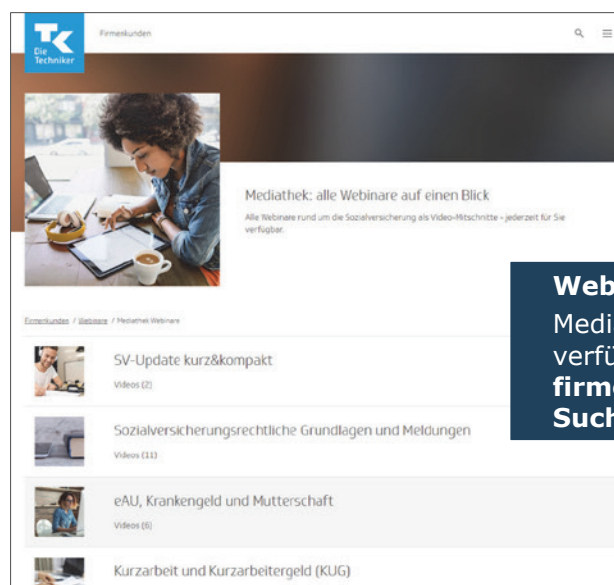 Die
Techniker
Firmenkunden
Mediathek: alle Webinare auf einen Blick
Alle Webinare rund um die Sozialversicherung als Video-Mitschnitte – jederzeit für Sie
verfügbar.
Firmenkunden / Webinare / Mediathek Webinare
SV-Update kurz&kompakt
Videos (2)
Sozialversicherungsrechtliche Grundlagen und Meldungen
Videos (11)
eAU, Krankengeld und Mutterschaft
Videos (6)
Kurzarbeit und Kurzarbeitergeld (KUG)
Web
Media
verfü
firme
Such